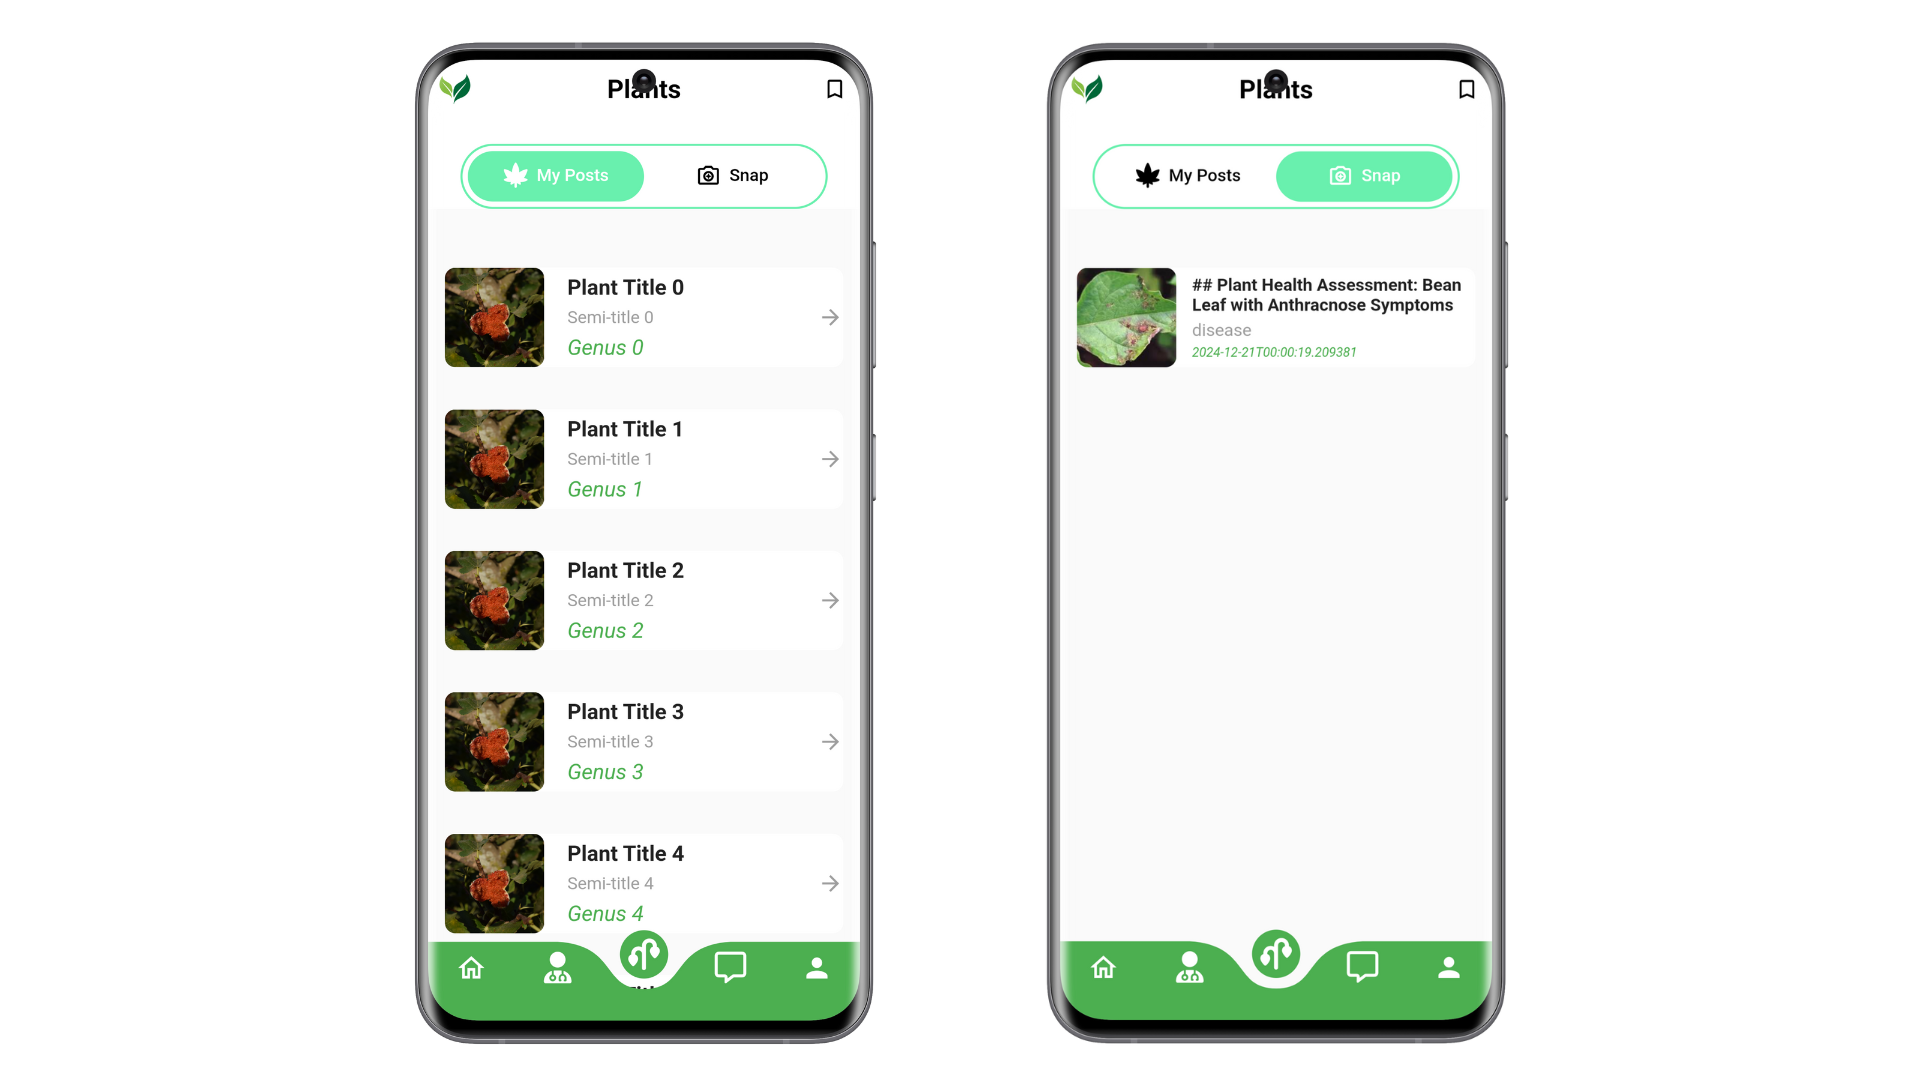 Plants
My Posts
Snap
Plant Title 0
Semi-title 0
Genus 0
Plant Title 1
Semi-title 1
Genus 1
Plant Title 2
Semi-title 2
Genus 2
Plant Title 3
Semi-title 3
Genus 3
Plant Title 4
Semi-title 4
Genus 4
Plants
My Posts
Snap
## Plant Health Assessment: Bean
Leaf with Anthracnose Symptoms
disease
2024-12-21T00:00:19.209381